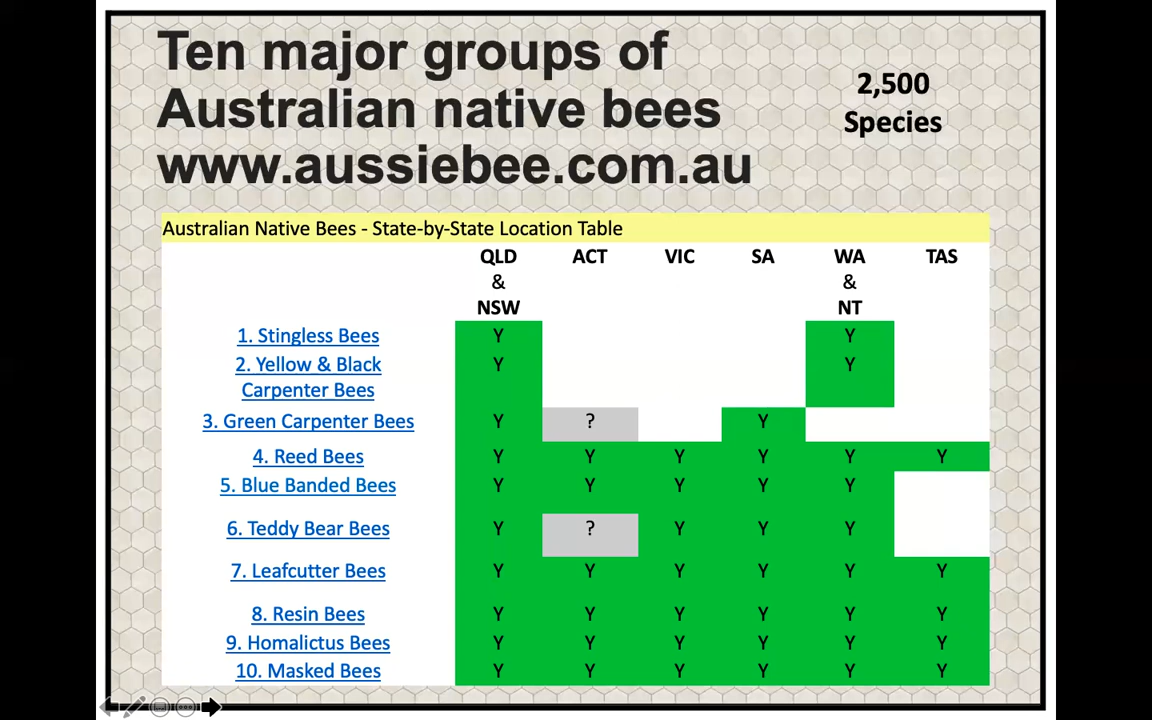 Ten major groups of
Australian native bees
www.aussiebee.com.au
2,500
Species
Australian Native Bees - State-by-State Location Table
QLD & NSW ACT VIC SA WA & NT TAS
1. Stingless Bees Y Y
2. Yellow & Black Carpenter Bees Y Y
3. Green Carpenter Bees Y ? Y
4. Reed Bees Y Y Y Y Y Y
5. Blue Banded Bees Y Y Y Y Y
6. Teddy Bear Bees Y ? Y Y Y
7. Leafcutter Bees Y Y Y Y Y Y
8. Resin Bees Y Y Y Y Y Y
9. Homalictus Bees Y Y Y Y Y Y
10. Masked Bees Y Y Y Y Y Y